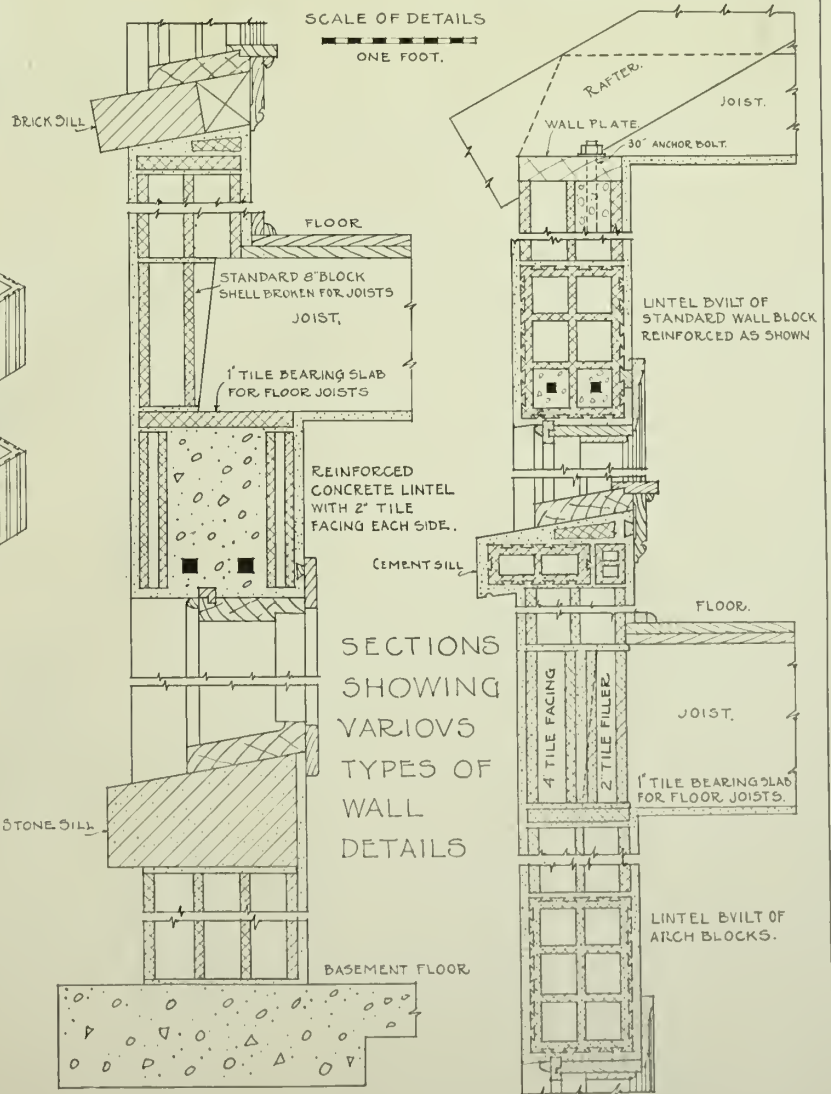 SCALE OF DETAILS
ONE FOOT.
BRICK SILL
FLOOR
STANDARD 8" BLOCK
SHELL BROKEN FOR JOISTS
JOIST.
1" TILE BEARING SLAB
FOR FLOOR JOISTS
REINFORCED
CONCRETE LINTEL
WITH 2" TILE
FACING EACH SIDE.
SECTIONS
SHOWING
VARIOVS
TYPES OF
WALL
DETAILS
STONE SILL
BASEMENT FLOOR
RAFTER.
JOIST.
WALL PLATE.
30" ANCHOR BOLT.
LINTEL BVILT OF
STANDARD WALL BLOCK
REINFORCED AS SHOWN
CEMENT SILL
FLOOR.
4 TILE FACING
2" TILE FILLER
JOIST.
1" TILE BEARING SLAB
FOR FLOOR JOISTS.
LINTEL BVILT OF
ARCH BLOCKS.